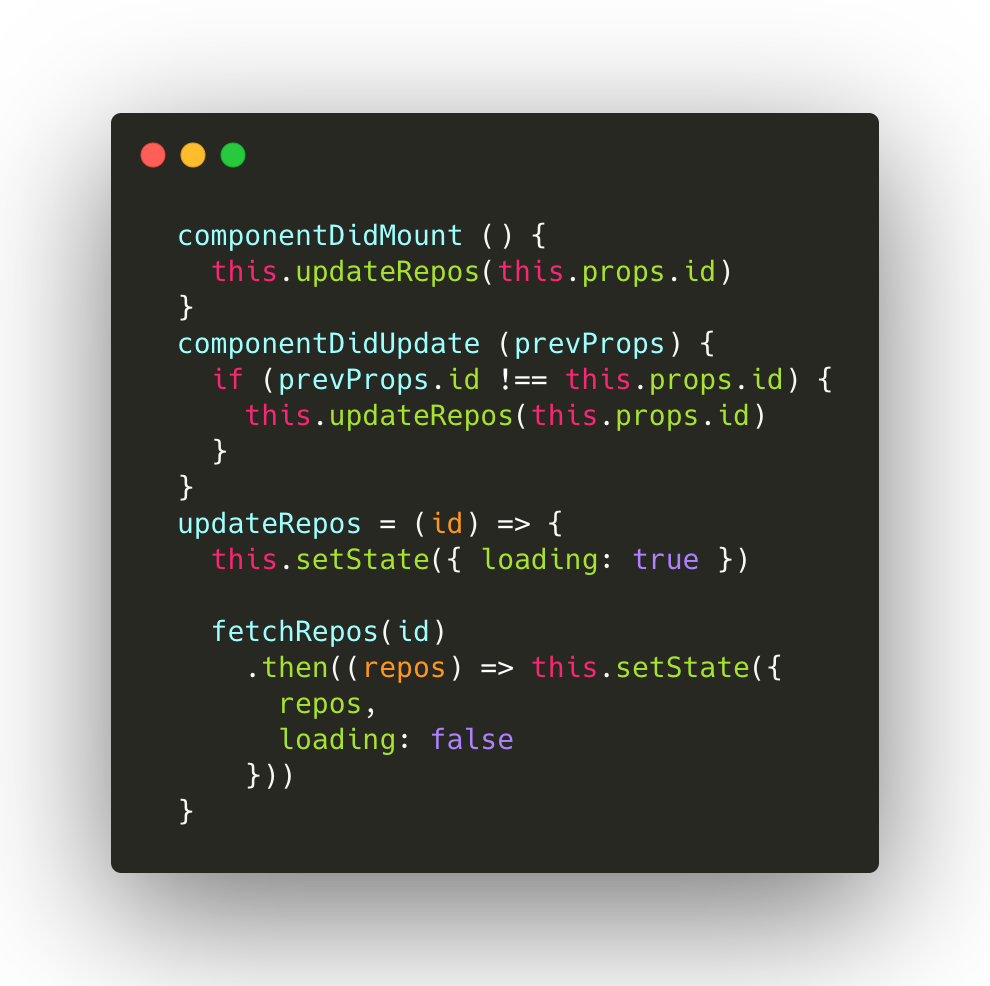 componentDidMount () {
  this.updateRepos(this.props.id)
}
componentDidUpdate (prevProps) {
  if (prevProps.id !== this.props.id) {
    this.updateRepos(this.props.id)
  }
}
updateRepos = (id) => {
  this.setState({ loading: true })

  fetchRepos(id)
    .then((repos) => this.setState({
      repos,
      loading: false
    }))
}